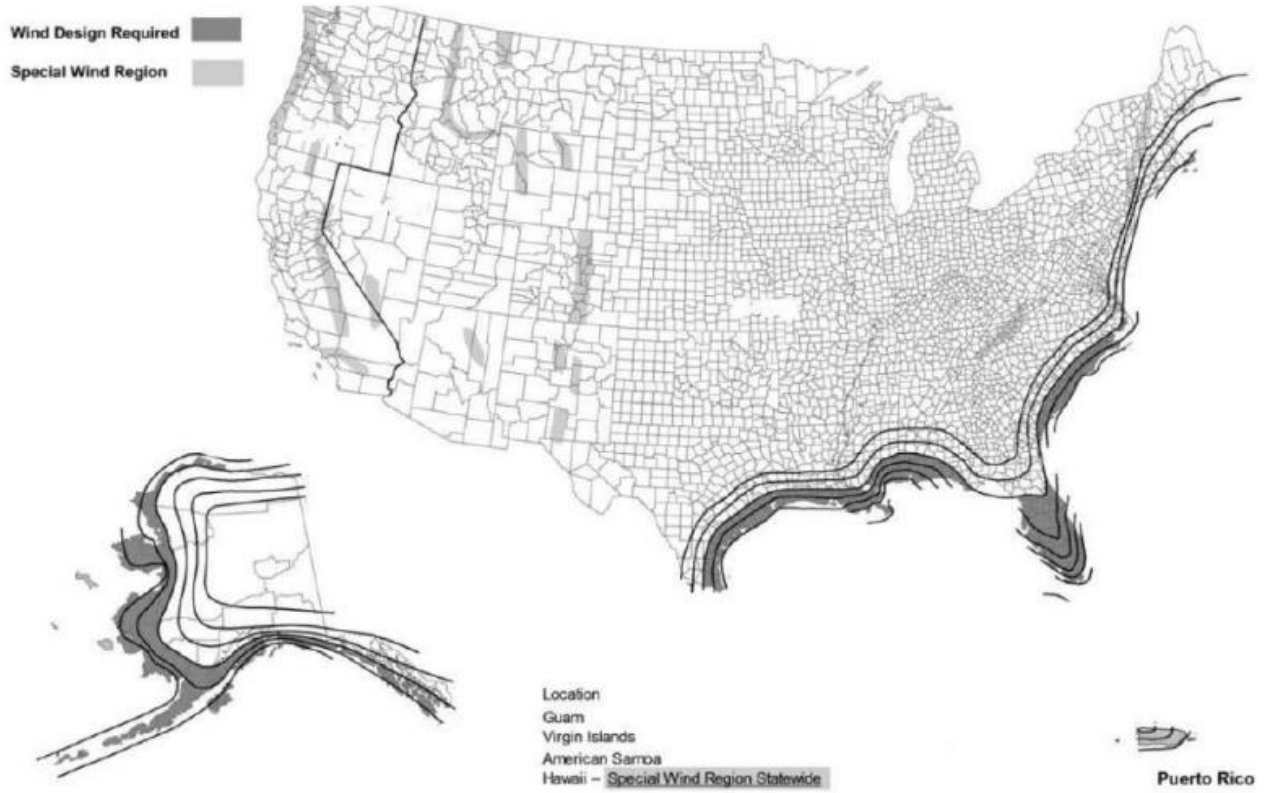 Wind Design Required
Special Wind Region
Location
Guam
Virgin Islands
American Samoa
Hawaii – Special Wind Region Statewide
Puerto Rico